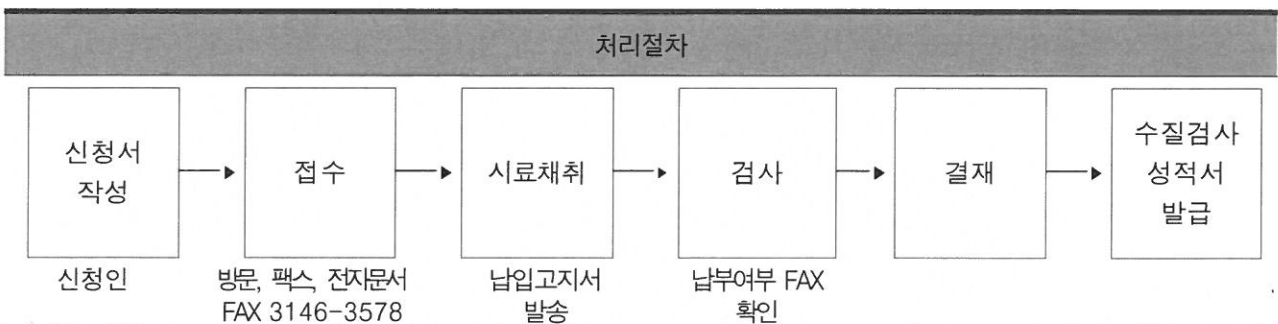 처리절차
신청서
작성
접수
시료채취
검사
결재
수질검사
성적서
발급
신청인
방문, 팩스, 전자문서
FAX 3146-3578
납입고지서
발송
납부여부 FAX
확인